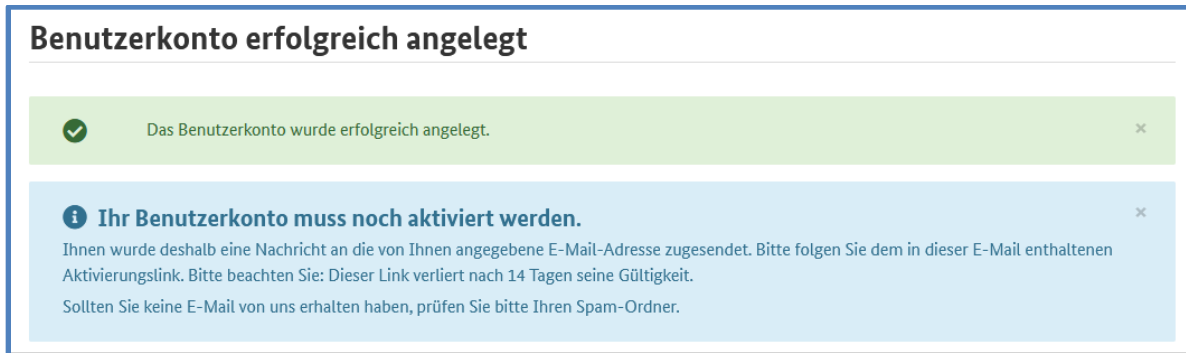 Benutzerkonto erfolgreich angelegt
Das Benutzerkonto wurde erfolgreich angelegt.
Ihr Benutzerkonto muss noch aktiviert werden.
Ihnen wurde deshalb eine Nachricht an die von Ihnen angegebene E-Mail-Adresse zugesendet. Bitte folgen Sie dem in dieser E-Mail enthaltenen
Aktivierungslink. Bitte beachten Sie: Dieser Link verliert nach 14 Tagen seine Gültigkeit.
Sollten Sie keine E-Mail von uns erhalten haben, prüfen Sie bitte Ihren Spam-Ordner.